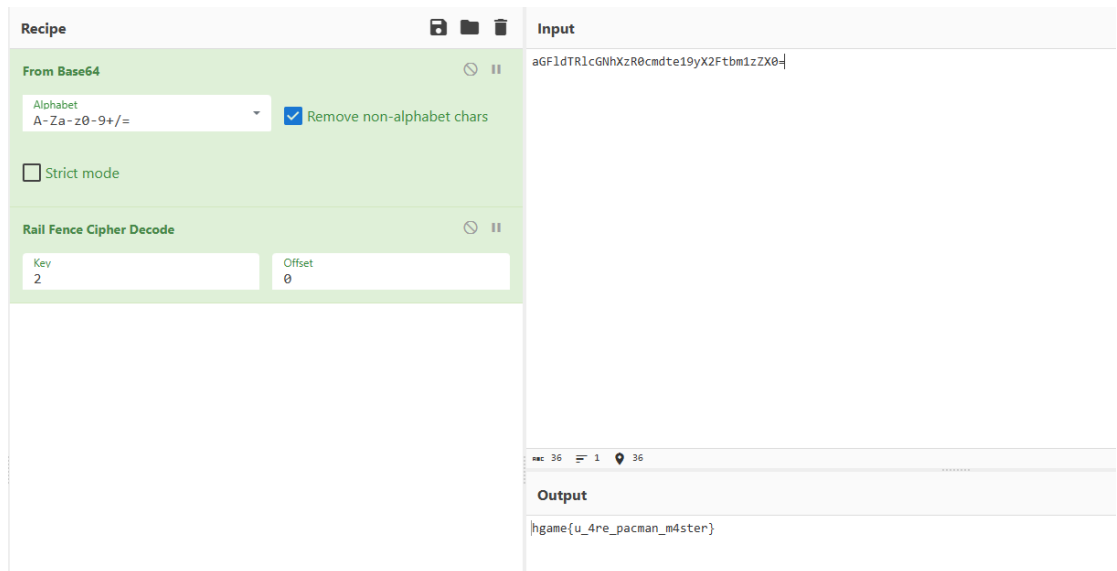 Recipe
From Base64
Alphabet
A-Za-z0-9+/=
Remove non-alphabet chars
Strict mode
Rail Fence Cipher Decode
Key
2
Offset
0
Input
aGFldTRlcGNhXzR0cmdte19yX2Ftbm1zZX0=
ABC 36 1 36
Output
hgame{u_4re_pacman_m4ster}